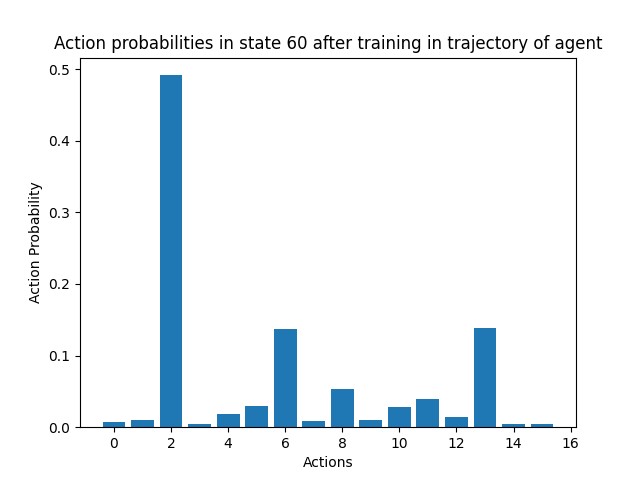 Action probabilities in state 60 after training in trajectory of agent
0.5
0.4
0.3
0.2
0.1
0.0
Action Probability
0 2 4 6 8 10 12 14 16
Actions